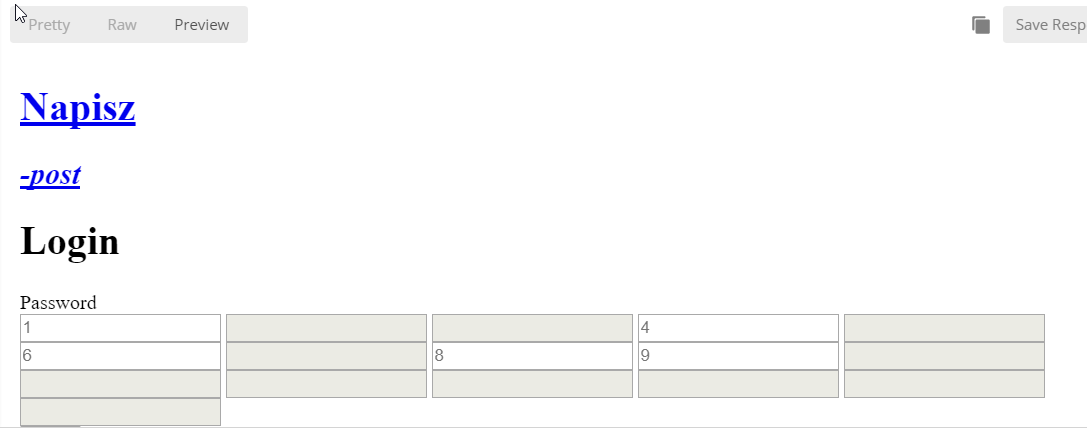 Pretty Raw Preview Save Resp
Napisz
-post
Login
Password
1 4
6 8 9